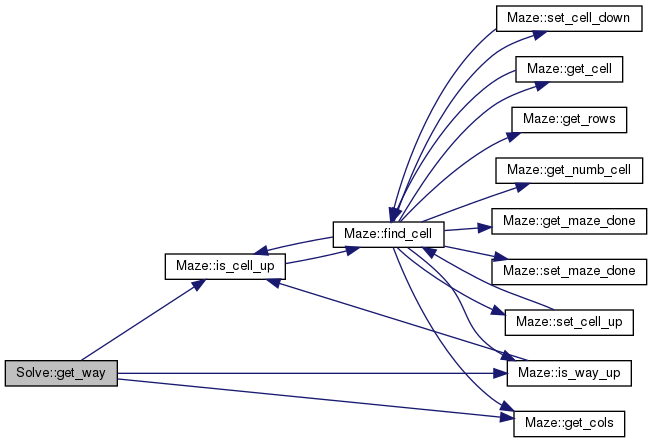 Maze::set_cell_down
Maze::get_cell
Maze::get_rows
Maze::get_numb_cell
Maze::get_maze_done
Maze::find_cell
Maze::is_cell_up
Maze::set_maze_done
Maze::set_cell_up
Solve::get_way
Maze::is_way_up
Maze::get_cols